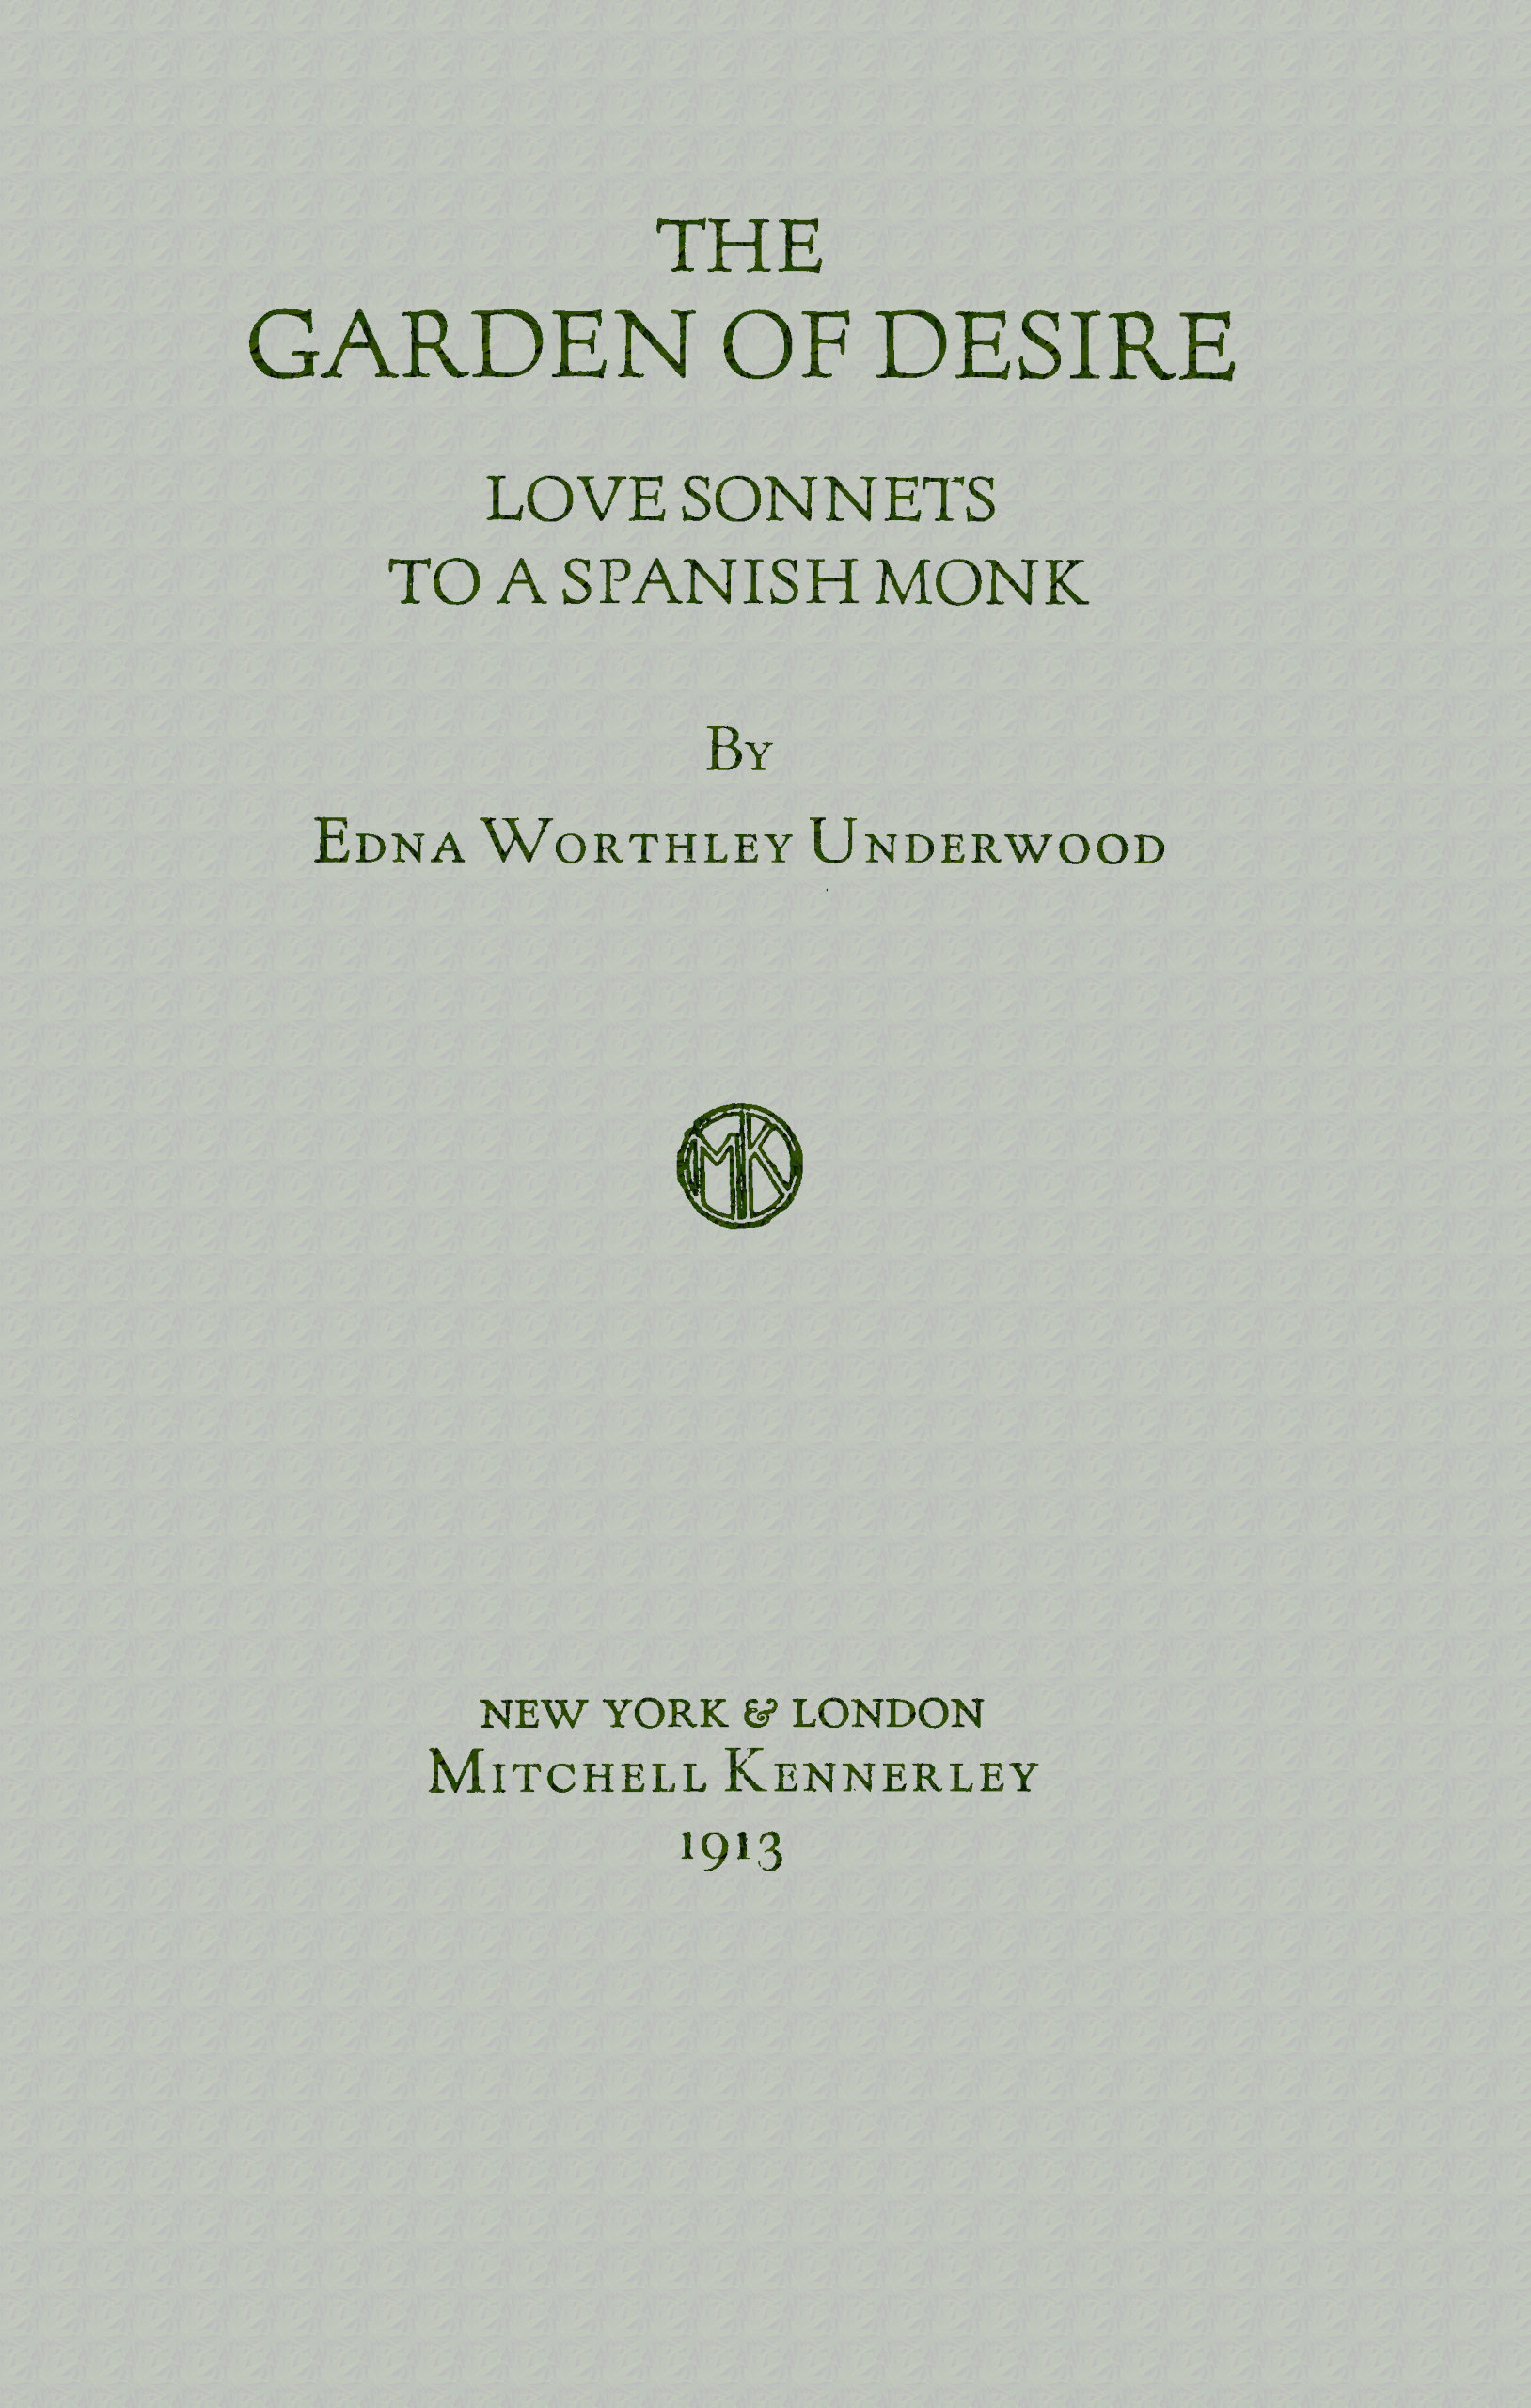 THE
GARDEN OF DESIRE
LOVE SONNETS
TO A SPANISH MONK
BY
EDNA WORTHLEY UNDERWOOD
MK
NEW YORK & LONDON
MITCHELL KENNERLEY
1913